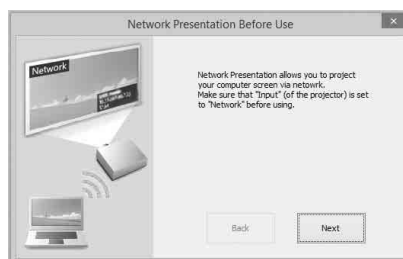 Network Presentation Before Use
Network
Network Presentation allows you to project
your computer screen via netowrk.
Make sure that "Input" (of the projector) is set
to "Network" before using.
Back
Next